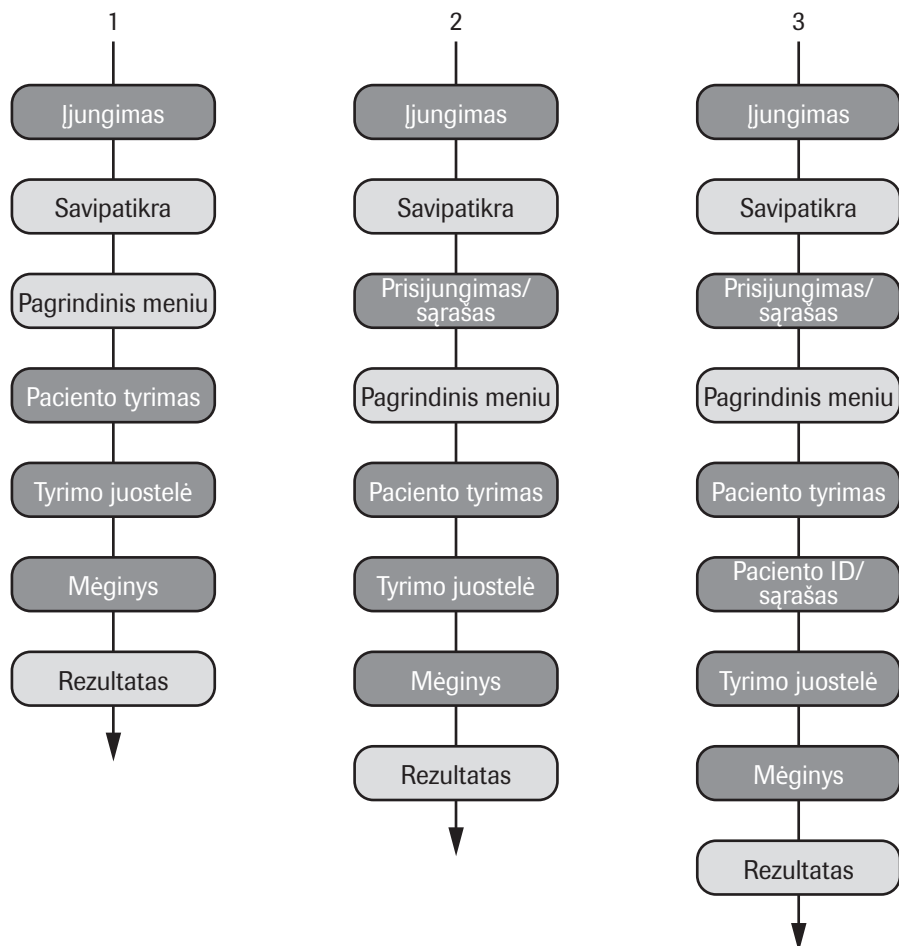 1
Įjungimas
Savipatikra
Pagrindinis meniu
Paciento tyrimas
Tyrimo juostelė
Mėginys
Rezultatas
2
Įjungimas
Savipatikra
Prisijungimas/
sąrašas
Pagrindinis meniu
Paciento tyrimas
Tyrimo juostelė
Mėginys
Rezultatas
3
Įjungimas
Savipatikra
Prisijungimas/
sąrašas
Pagrindinis meniu
Paciento tyrimas
Paciento ID/
sąrašas
Tyrimo juostelė
Mėginys
Rezultatas